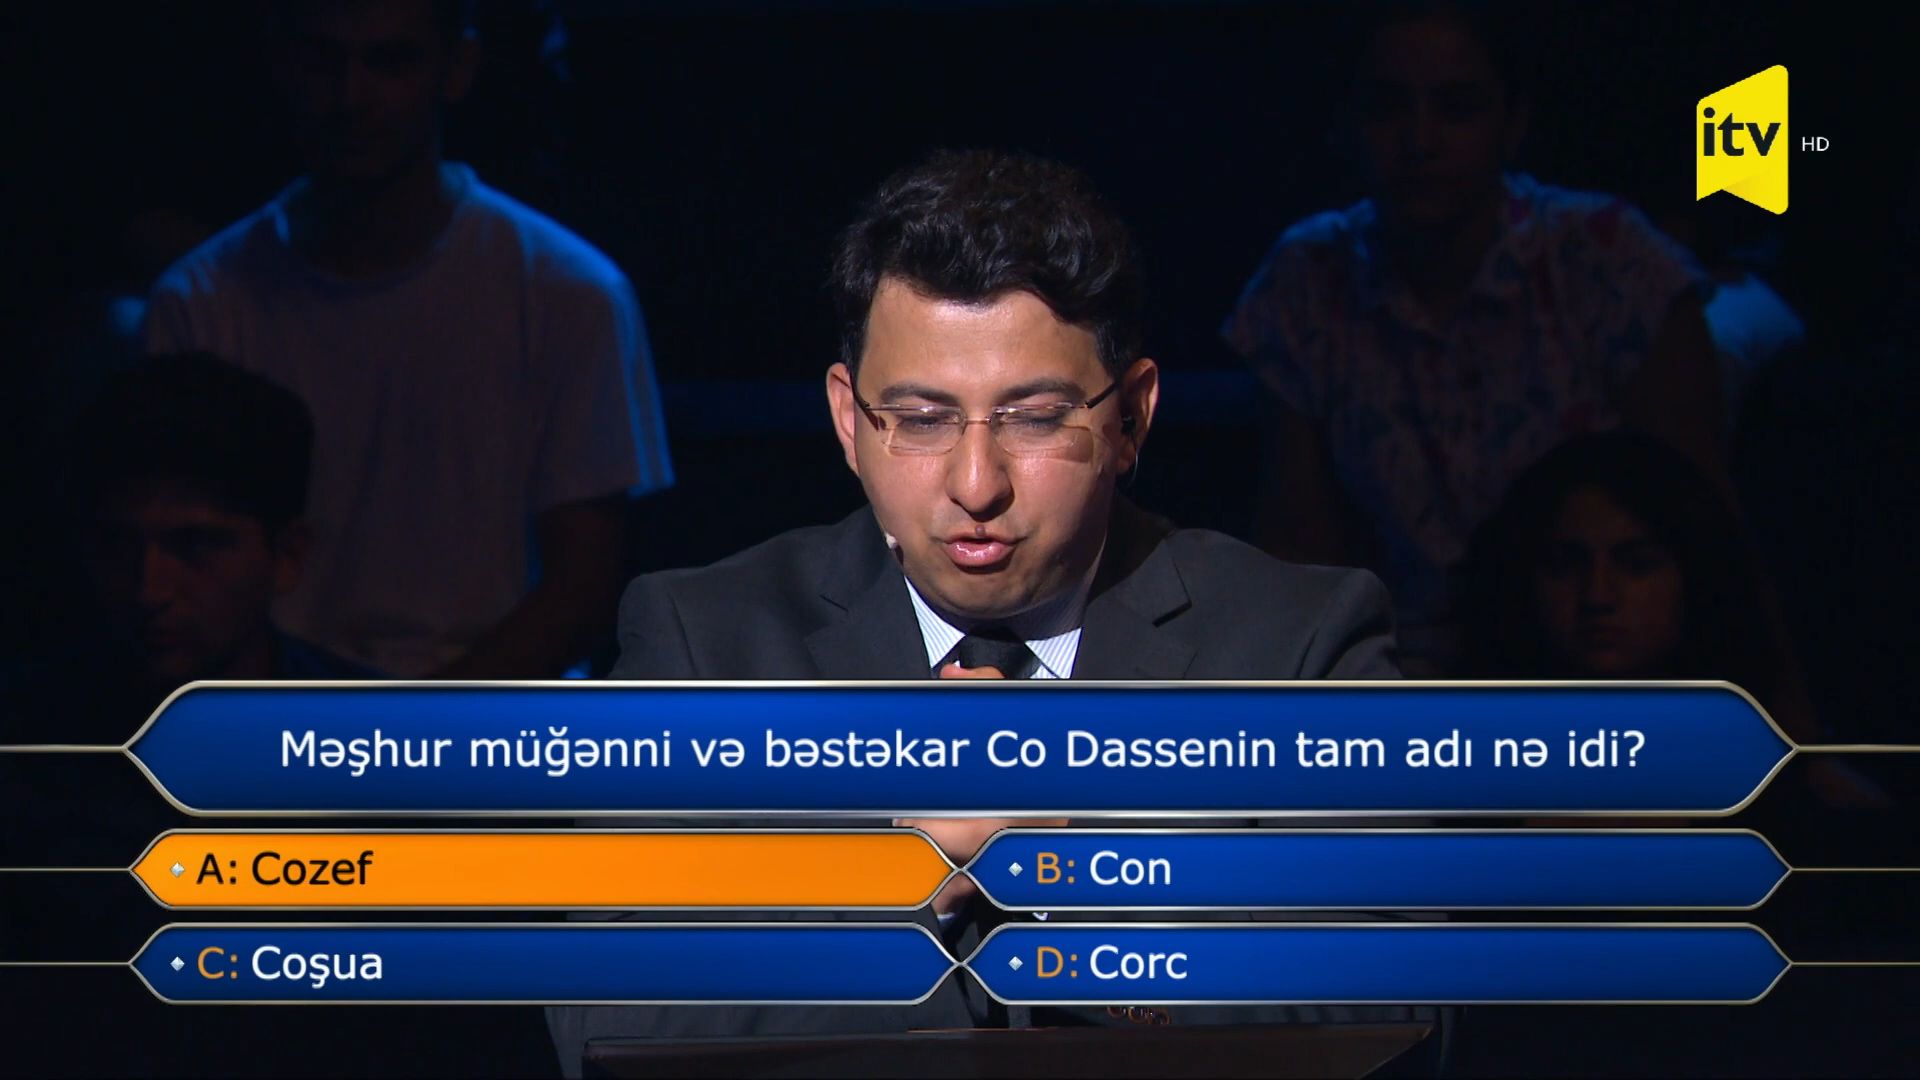 itv HD
Məşhur müğənni və bəstəkar Co Dassenin tam adı nə idi?
A: Cozef
B: Con
C: Coşua
D: Corc